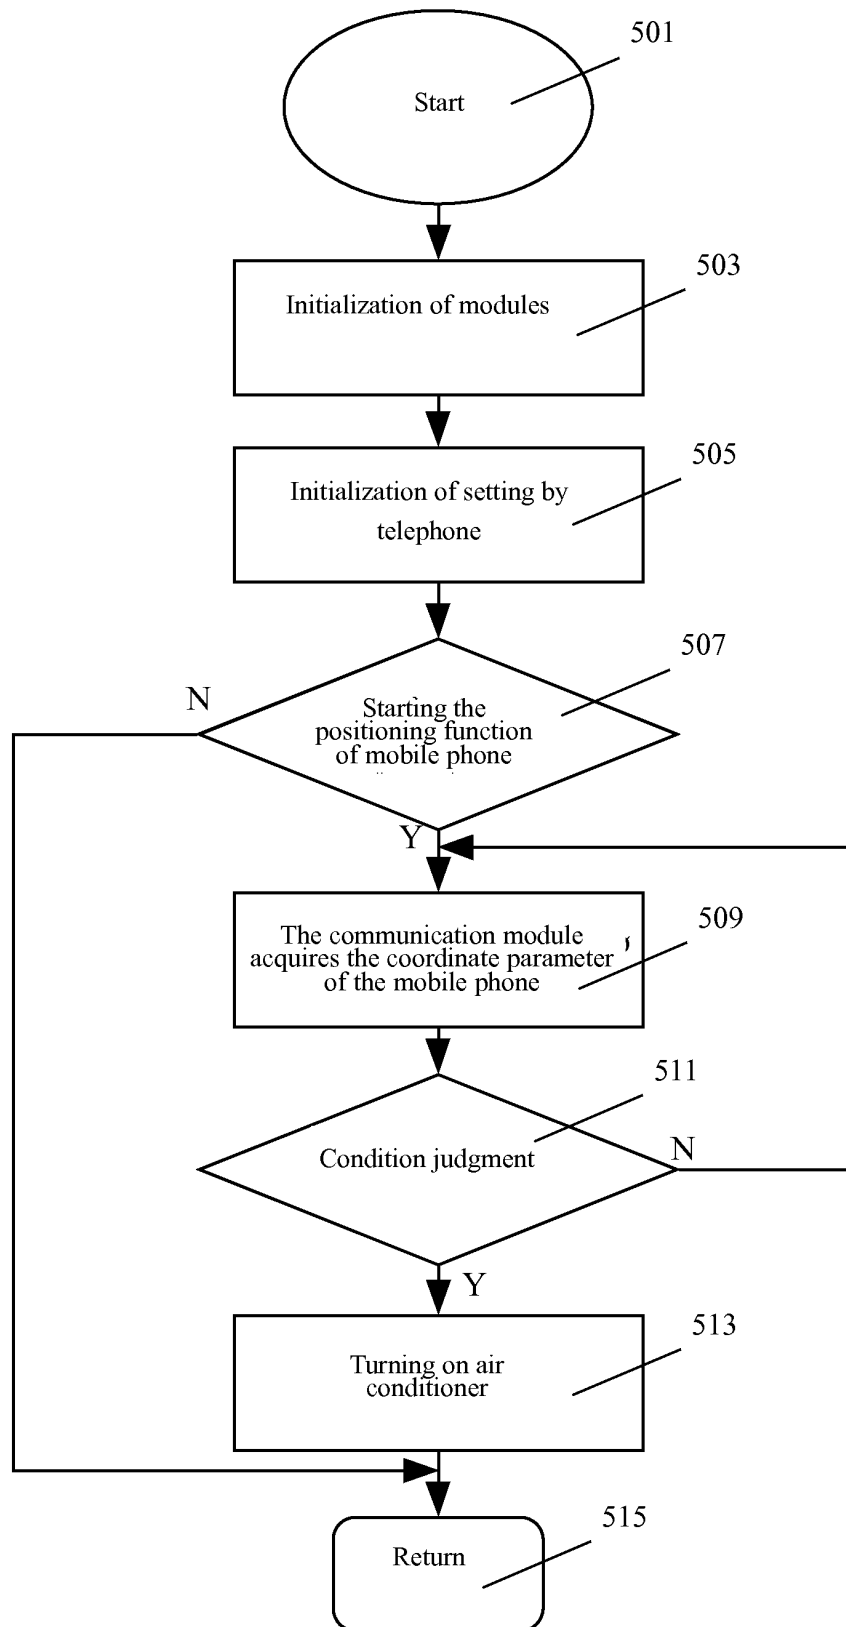 501
Start
503
Initialization of modules
505
Initialization of setting by
telephone
507
N
Starting the
positioning function
of mobile phone
Y
509
The communication module
acquires the coordinate parameter
of the mobile phone
511
Condition judgment
N
Y
513
Turning on air
conditioner
515
Return